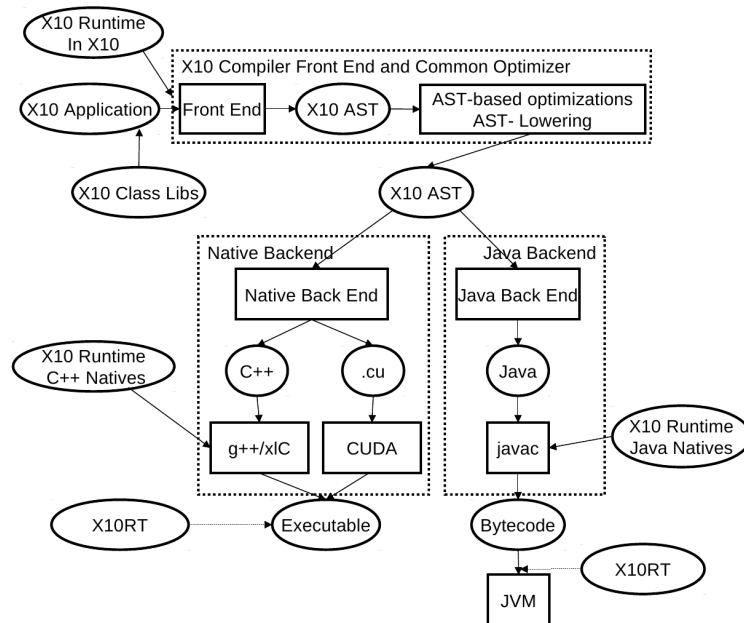 X10 Runtime
In X10
X10 Compiler Front End and Common Optimizer
X10 Application
Front End
X10 AST
AST-based optimizations
AST- Lowering
X10 Class Libs
X10 AST
Native Backend
Java Backend
Native Back End
Java Back End
X10 Runtime
C++ Natives
C++
.cu
Java
g++/xlC
CUDA
javac
X10 Runtime
Java Natives
X10RT
Executable
Bytecode
X10RT
JVM